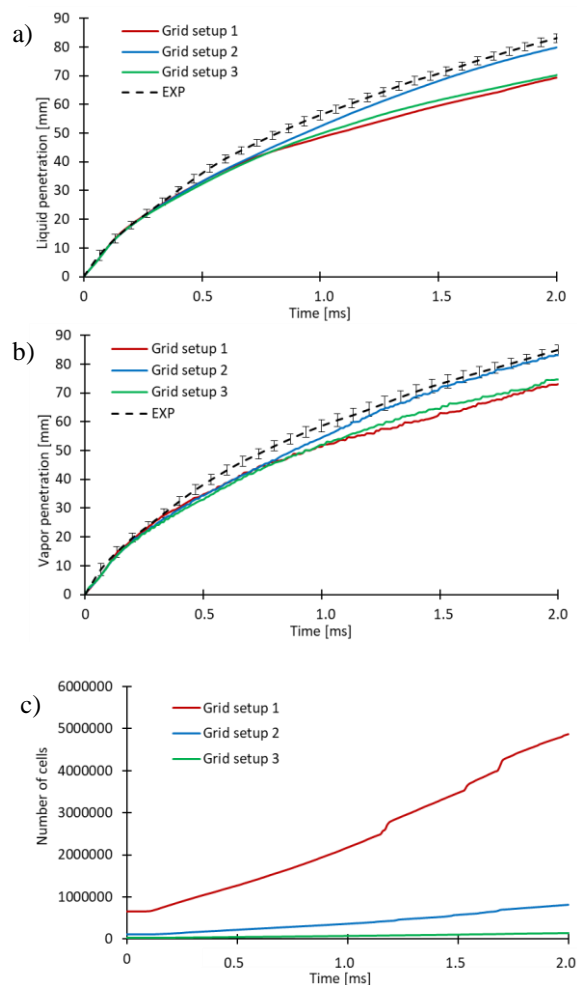 a)
90
80
70
60
50
40
30
20
10
0
Liquid penetration [mm]
Grid setup 1
Grid setup 2
Grid setup 3
EXP
0 0.5 1.0 1.5 2.0
Time [ms]
b)
90
80
70
60
50
40
30
20
10
0
Vapor penetration [mm]
Grid setup 1
Grid setup 2
Grid setup 3
EXP
0 0.5 1.0 1.5 2.0
Time [ms]
c)
6000000
5000000
4000000
3000000
2000000
1000000
0
Number of cells
Grid setup 1
Grid setup 2
Grid setup 3
0 0.5 1.0 1.5 2.0
Time [ms]